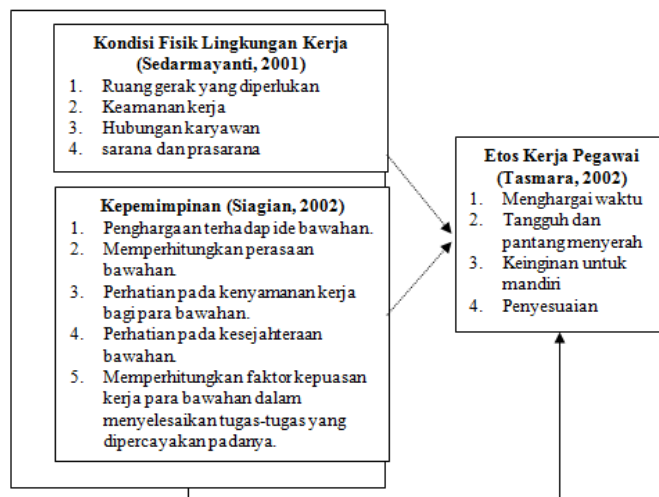 Kondisi Fisik Lingkungan Kerja
(Sedarmayanti, 2001)
1. Ruang gerak yang diperlukan
2. Keamanan kerja
3. Hubungan karyawan
4. sarana dan prasarana
Kepemimpinan (Siagian, 2002)
1. Penghargaan terhadap ide bawahan.
2. Memperhitungkan perasaan
bawahan.
3. Perhatian pada kenyamanan kerja
bagi para bawahan.
4. Perhatian pada kesejahteraan
bawahan.
5. Memperhitungkan faktor kepuasan
kerja para bawahan dalam
menyelesaikan tugas-tugas yang
dipercayakan padanya.
Etos Kerja Pegawai
(Tasmara, 2002)
1. Menghargai waktu
2. Tangguh dan
pantang menyerah
3. Keinginan untuk
mandiri
4. Penyesuaian